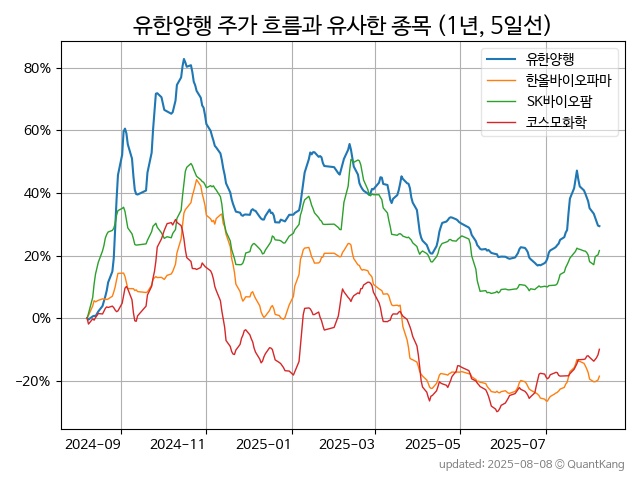 유한양행 주가 흐름과 유사한 종목 (1년, 5일선)
유한양행
한올바이오파마
SK바이오팜
코스모화학
80%
60%
40%
20%
0%
−20%
2024-09
2024-11
2025-01
2025-03
2025-05
2025-07
updated: 2025-08-08 © QuantKang